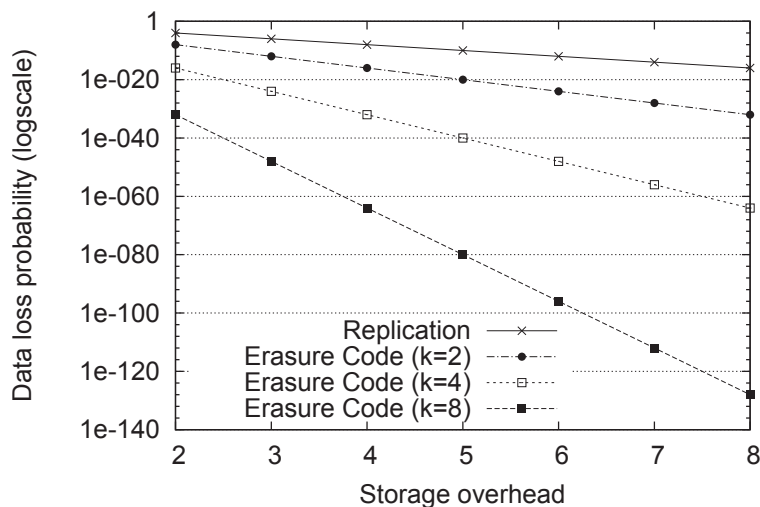 Data loss probability (logscale)
1
1e-020
1e-040
1e-060
1e-080
1e-100
1e-120
1e-140
Replication
Erasure Code (k=2)
Erasure Code (k=4)
Erasure Code (k=8)
2 3 4 5 6 7 8
Storage overhead